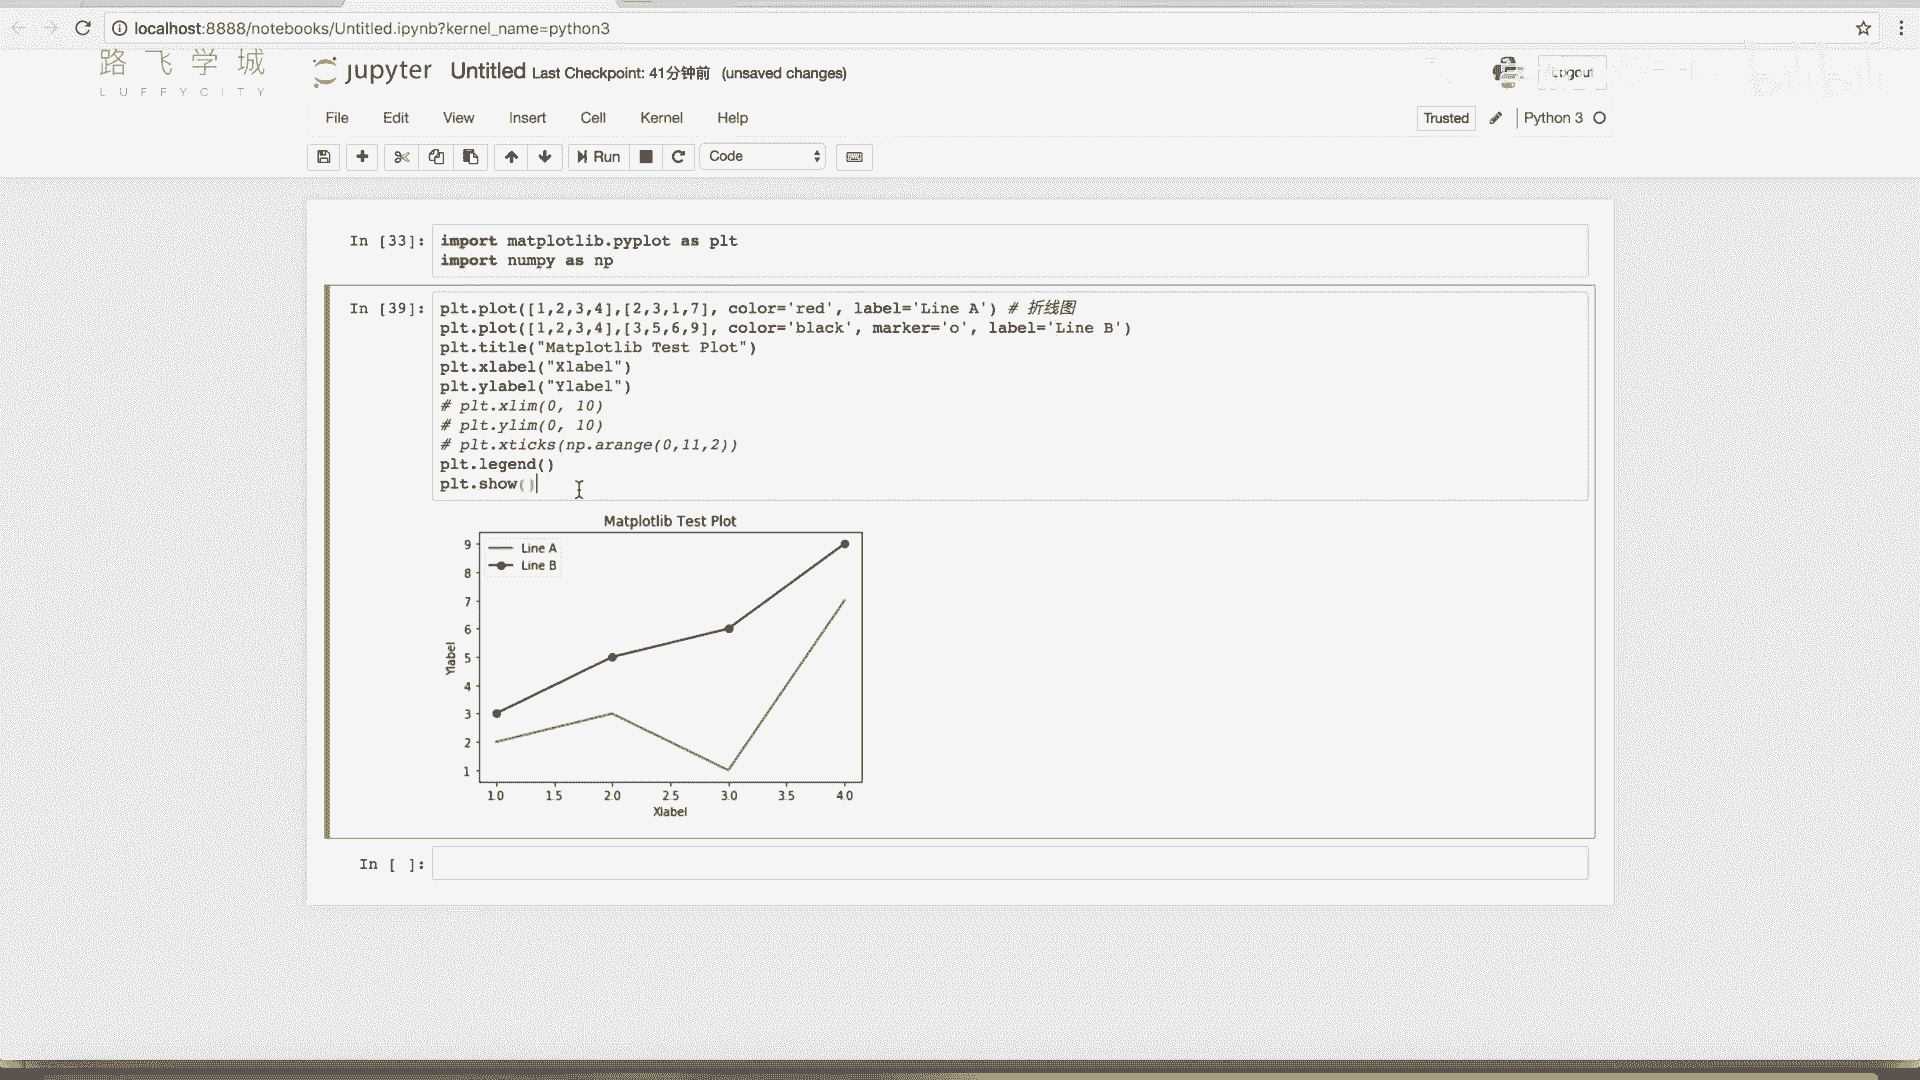 localhost:8888/notebooks/Untitled.ipynb?kernel_name=python3
路飞学城
LUFFYCITY
jupyter Untitled Last Checkpoint: 41分钟前 (unsaved changes)
Logout
File Edit View Insert Cell Kernel Help
Trusted Python 3
Run Code
In [33]:
import matplotlib.pyplot as plt
import numpy as np
In [39]:
plt.plot([1,2,3,4],[2,3,1,7], color='red', label='Line A') # 折线图
plt.plot([1,2,3,4],[3,5,6,9], color='black', marker='o', label='Line B')
plt.title("Matplotlib Test Plot")
plt.xlabel("Xlabel")
plt.ylabel("Ylabel")
# plt.xlim(0, 10)
# plt.ylim(0, 10)
# plt.xticks(np.arange(0,11,2))
plt.legend()
plt.show()
Matplotlib Test Plot
Line A
Line B
9
8
7
6
5
4
3
2
1
Ylabel
1.0 1.5 2.0 2.5 3.0 3.5 4.0
Xlabel
In [ ]: